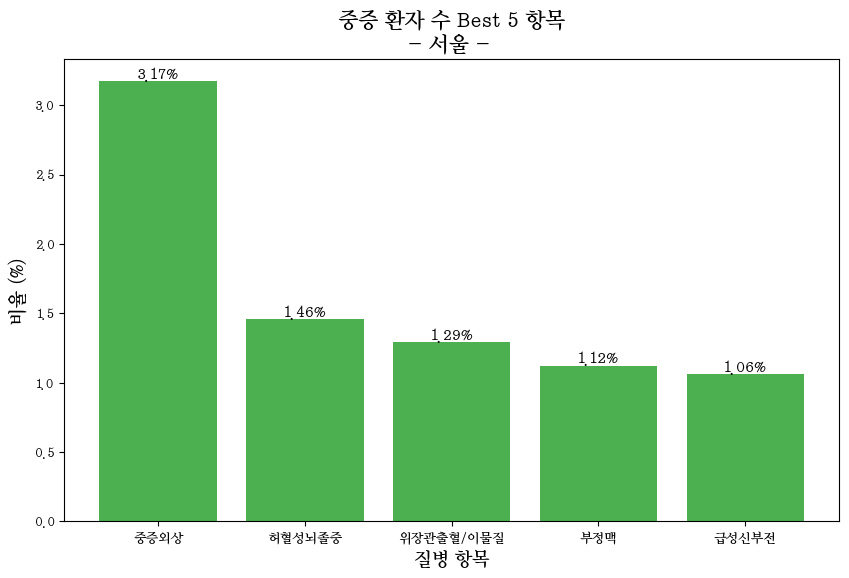 중증 환자 수 Best 5 항목
- 서울 -
비율 (%)
3.0
2.5
2.0
1.5
1.0
0.5
0.0
3.17%
1.46%
1.29%
1.12%
1.06%
중증외상
허혈성뇌졸중
위장관출혈/이물질
부정맥
급성신부전
질병 항목